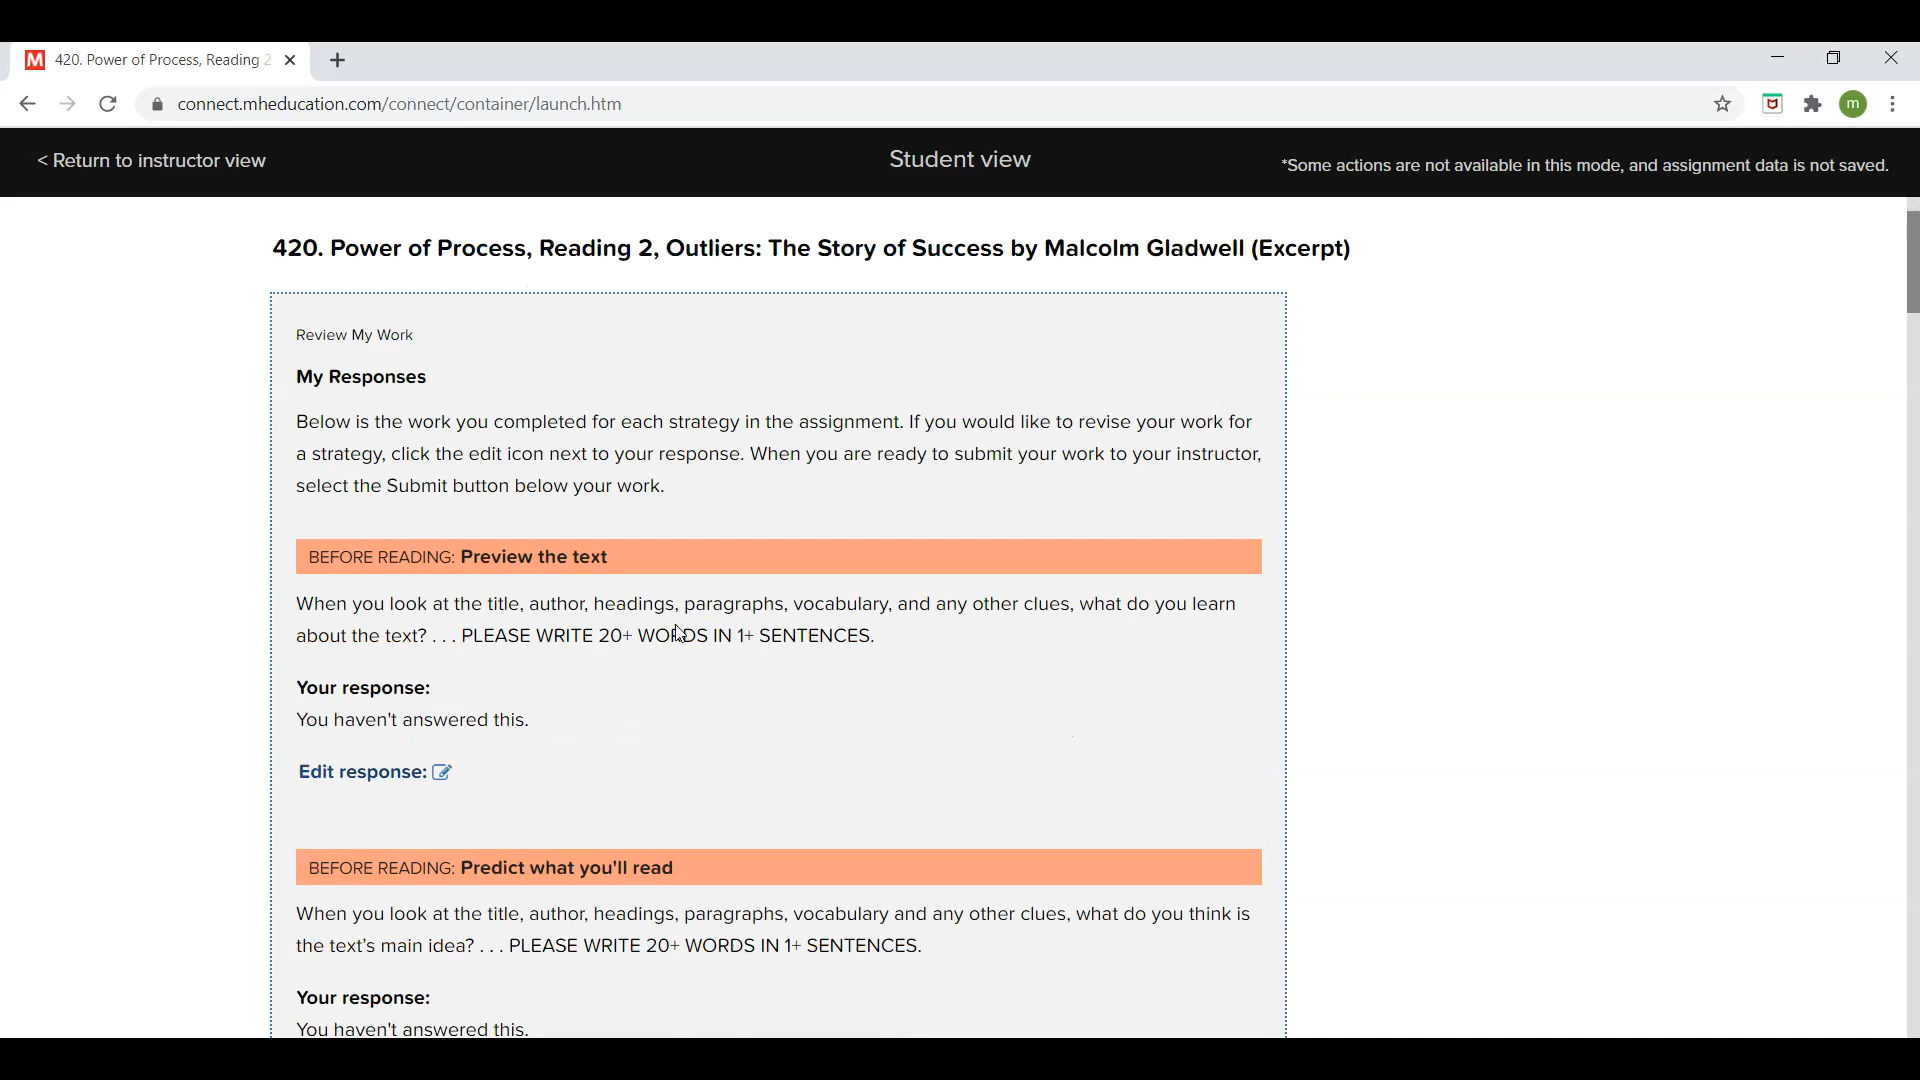 420. Power of Process, Reading 2
connect.mheducation.com/connect/container/launch.htm
m
< Return to instructor view
Student view
*Some actions are not available in this mode, and assignment data is not saved.
420. Power of Process, Reading 2, Outliers: The Story of Success by Malcolm Gladwell (Excerpt)
Review My Work
My Responses
Below is the work you completed for each strategy in the assignment. If you would like to revise your work for
a strategy, click the edit icon next to your response. When you are ready to submit your work to your instructor,
select the Submit button below your work.
BEFORE READING: Preview the text
When you look at the title, author, headings, paragraphs, vocabulary, and any other clues, what do you learn
about the text? . . . PLEASE WRITE 20+ WORDS IN 1+ SENTENCES.
Your response:
You haven't answered this.
Edit response:
BEFORE READING: Predict what you'll read
When you look at the title, author, headings, paragraphs, vocabulary and any other clues, what do you think is
the text's main idea? . . . PLEASE WRITE 20+ WORDS IN 1+ SENTENCES.
Your response:
You haven't answered this.